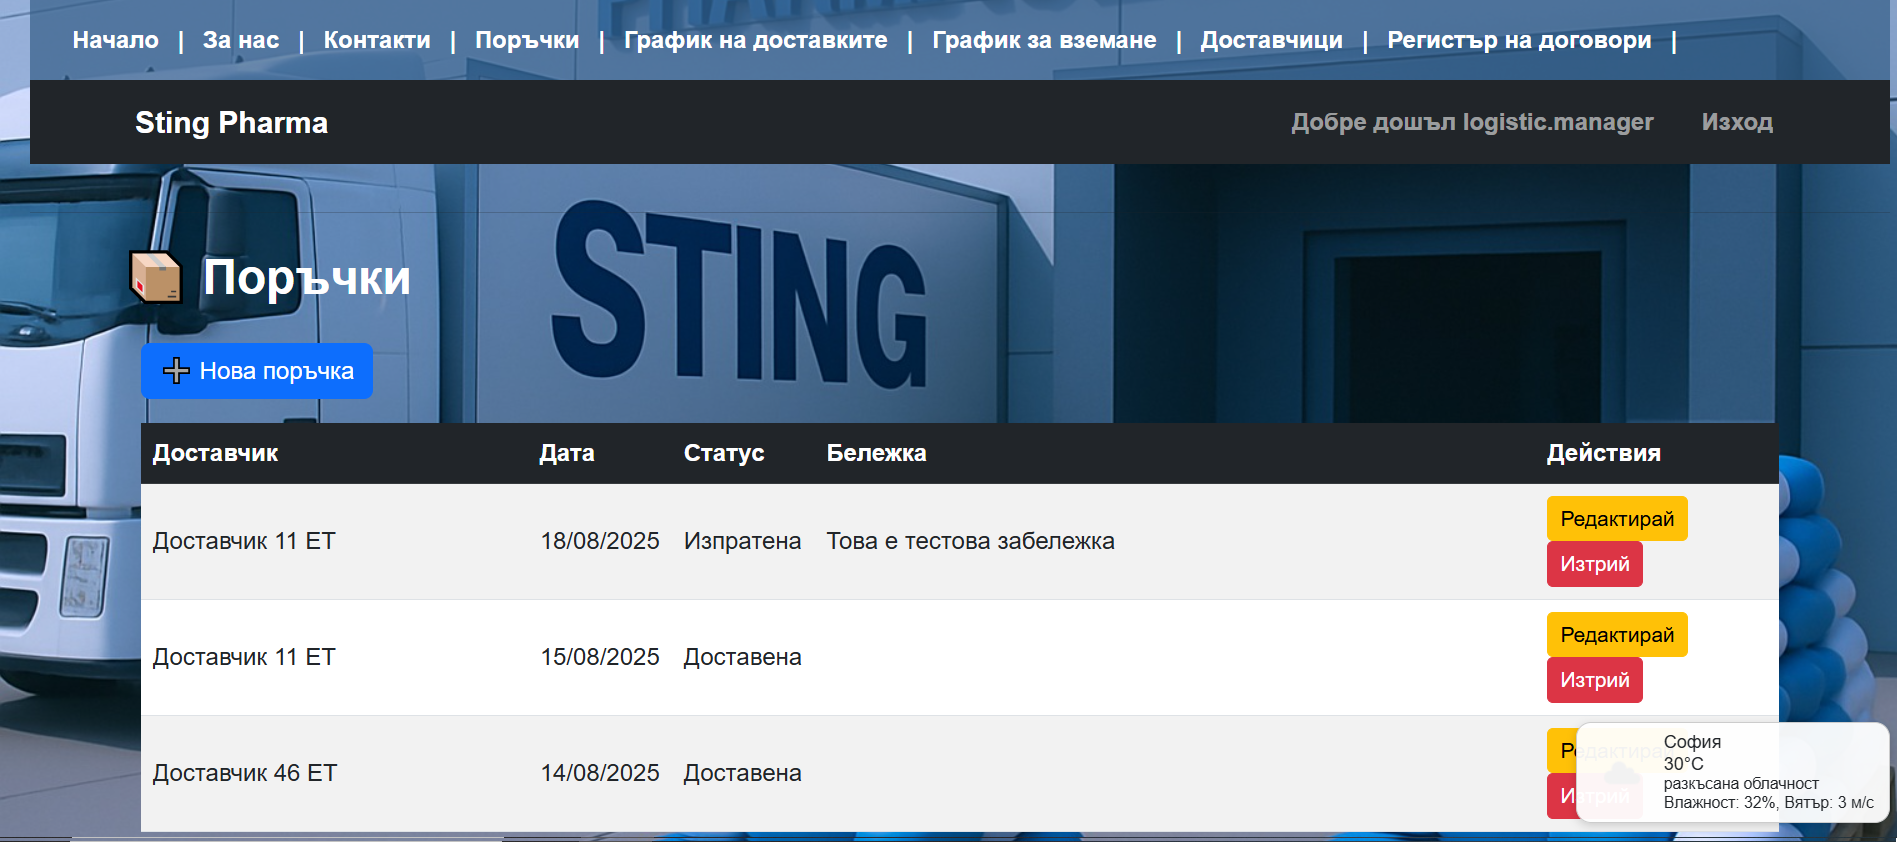 Начало | За нас | Контакти | Поръчки | График на доставките | График за вземане | Доставчици | Регистър на договори |
Sting Pharma Добре дошъл logistic.manager Изход
STING
Поръчки
Нова поръчка
Доставчик Дата Статус Бележка Действия
Доставчик 11 ЕТ 18/08/2025 Изпратена Това е тестова забележка Редактирай
Изтрий
Доставчик 11 ЕТ 15/08/2025 Доставена Редактирай
Изтрий
Доставчик 46 ЕТ 14/08/2025 Доставена Редактирай
Изтрий
София
30°C
разкъсана облачност
Влажност: 32%, Вятър: 3 м/с